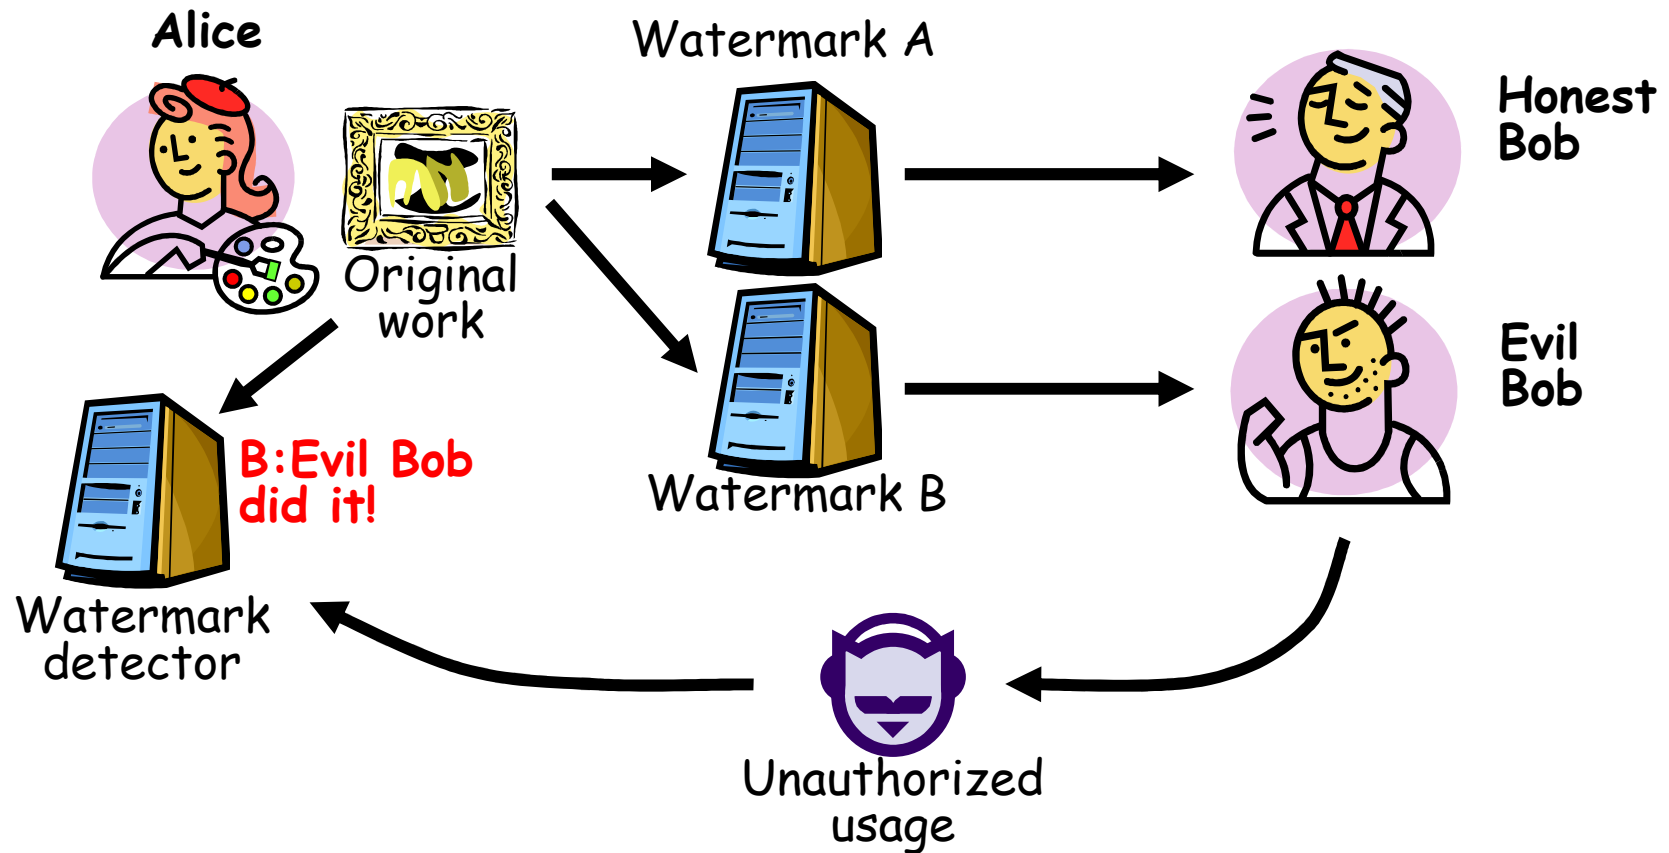 Alice
Watermark A
Honest
Bob
Original
work
Evil
Bob
B:Evil Bob
did it!
Watermark B
Watermark
detector
Unauthorized
usage